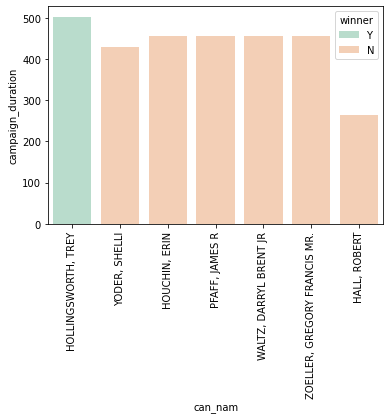 winner
Y
N
500
400
300
200
100
0
campaign_duration
HOLLINGSWORTH, TREY
YODER, SHELLI
HOUCHIN, ERIN
PFAFF, JAMES R
WALTZ, DARRYL BRENT JR
ZOELLER, GREGORY FRANCIS MR.
HALL, ROBERT
can_nam